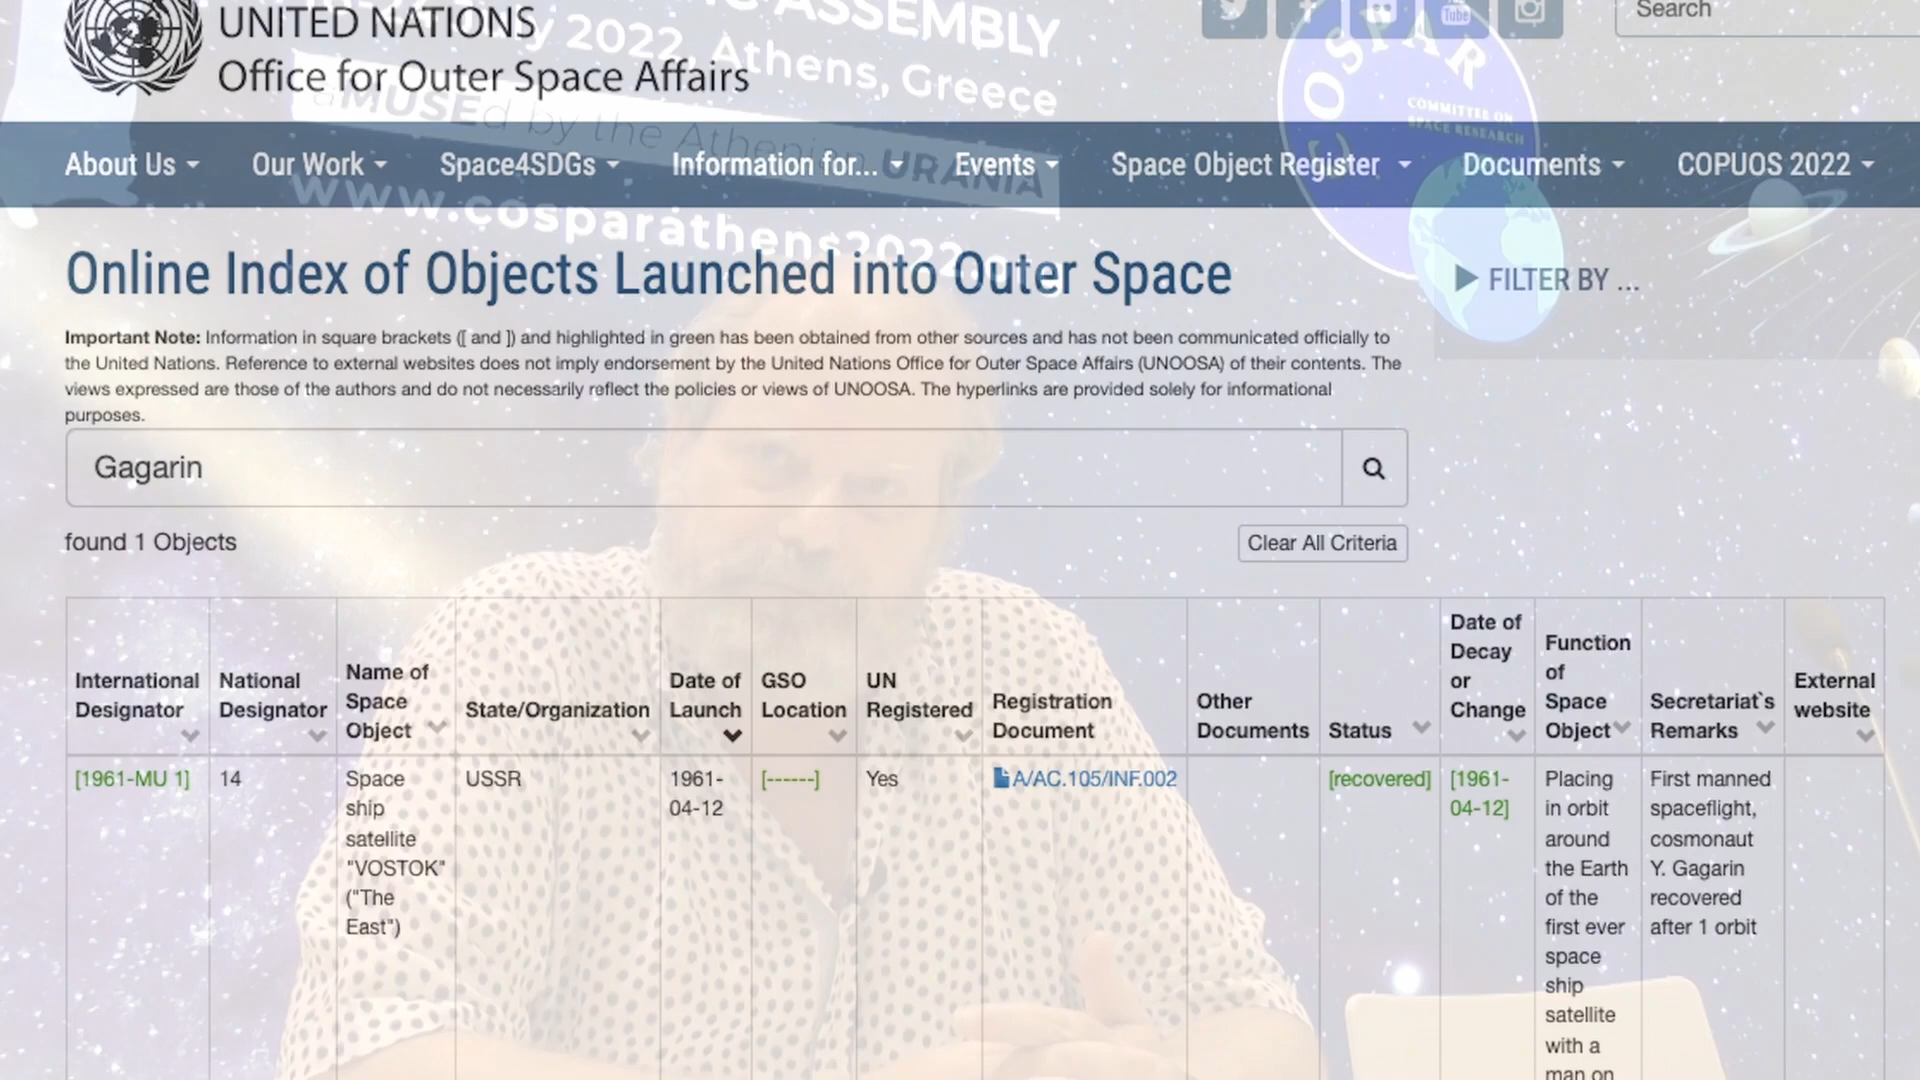 UNITED NATIONS
Office for Outer Space Affairs
ASSEMBLY
2022, Athens, Greece
aMUSEd by the Athenian URANIA
www.cosparathens2022.
COSPAR
COMMITTEE ON
SPACE RESEARCH
Tube
Search
About Us
Our Work
Space4SDGs
Information for...
Events
Space Object Register
Documents
COPUOS 2022
Online Index of Objects Launched into Outer Space
FILTER BY ...
Important Note: Information in square brackets ([ and ]) and highlighted in green has been obtained from other sources and has not been communicated officially to
the United Nations. Reference to external websites does not imply endorsement by the United Nations Office for Outer Space Affairs (UNOOSA) of their contents. The
views expressed are those of the authors and do not necessarily reflect the policies or views of UNOOSA. The hyperlinks are provided solely for informational
purposes.
Gagarin
found 1 Objects
Clear All Criteria
International
Designator
National
Designator
Name of
Space
Object
State/Organization
Date of
Launch
GSO
Location
UN
Registered
Registration
Document
Other
Documents
Status
Date of
Decay
or
Change
Function
of
Space
Object
Secretariat`s
Remarks
External
website
[1961-MU 1]
14
Space
ship
satellite
"VOSTOK"
("The
East")
USSR
1961-
04-12
[------]
Yes
A/AC.105/INF.002
[recovered]
[1961-
04-12]
Placing
in orbit
around
the Earth
of the
first ever
space
ship
satellite
with a
man on
First manned
spaceflight,
cosmonaut
Y. Gagarin
recovered
after 1 orbit